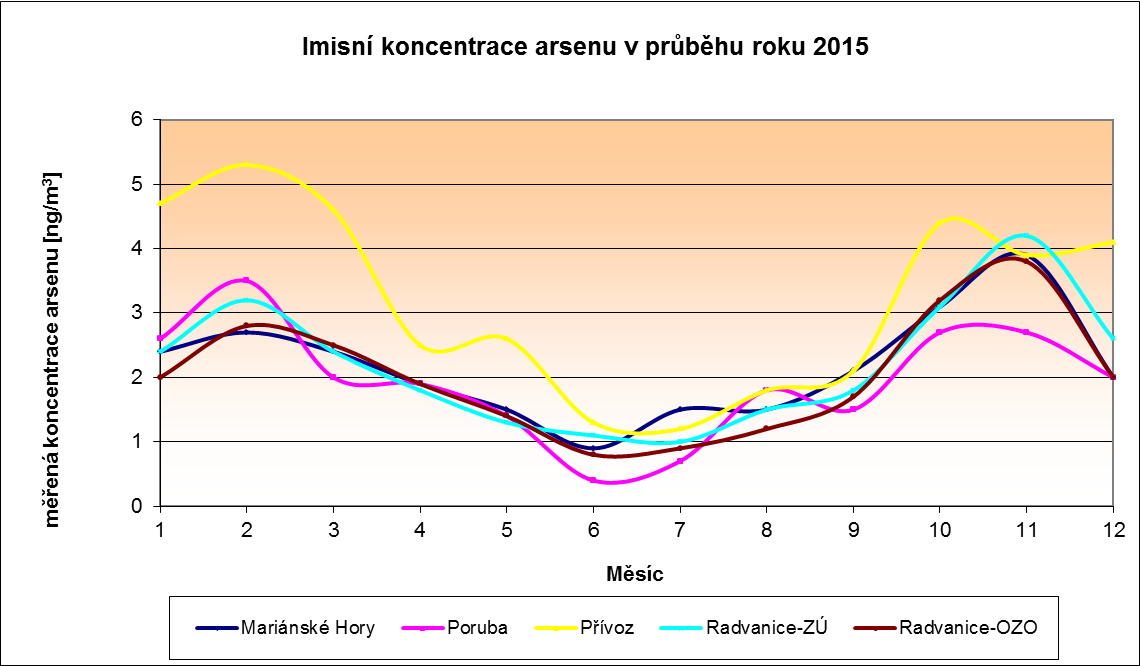 Imisní koncentrace arsenu v průběhu roku 2015
měřená koncentrace arsenu [ng/m³]
6
5
4
3
2
1
0
1 2 3 4 5 6 7 8 9 10 11 12
Měsíc
Mariánské Hory Poruba Přívoz Radvanice-ZÚ Radvanice-OZO